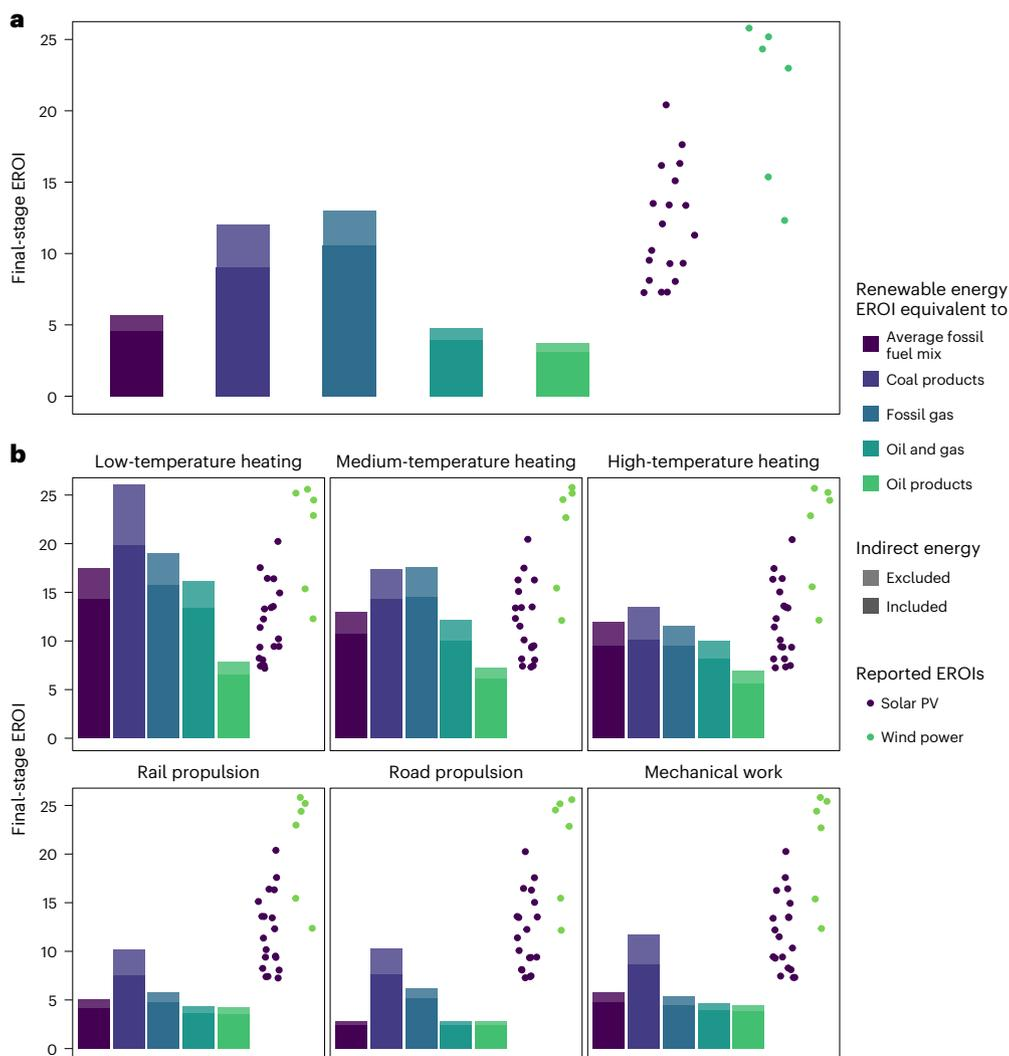 a
25
20
15
10
5
0
Final-stage EROI
Renewable energy
EROI equivalent to
Average fossil
fuel mix
Coal products
Fossil gas
Oil and gas
Oil products
Indirect energy
Excluded
Included
Reported EROIs
Solar PV
Wind power
b
Low-temperature heating
Medium-temperature heating
High-temperature heating
25
20
15
10
5
0
Final-stage EROI
Rail propulsion
Road propulsion
Mechanical work
25
20
15
10
5
0